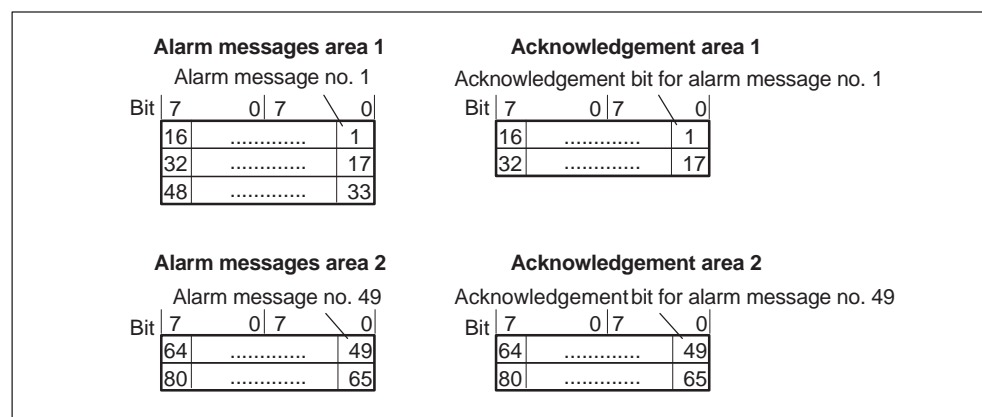 Alarm messages area 1
Alarm message no. 1
Bit 7 0 7 0
16 ............. 1
32 ............. 17
48 ............. 33
Acknowledgement area 1
Acknowledgement bit for alarm message no. 1
Bit 7 0 7 0
16 ............. 1
32 ............. 17
Alarm messages area 2
Alarm message no. 49
Bit 7 0 7 0
64 ............. 49
80 ............. 65
Acknowledgement area 2
Acknowledgement bit for alarm message no. 49
Bit 7 0 7 0
64 ............. 49
80 ............. 65